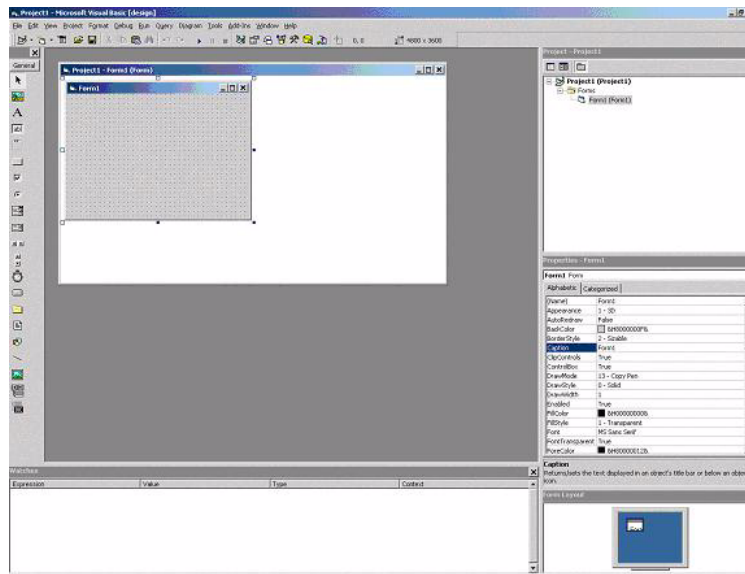 Project1 - Microsoft Visual Basic [design]
File Edit View Project Format Debug Run Query Diagram Tools Add-Ins Window Help
0, 0 4800 x 3600
General
A
Project1 - Form1 (Form)
Form1
Project - Project1
Project1 (Project1)
Forms
Form1 (Form1)
Properties - Form1
Form1 Form
Alphabetic Categorized
(Name) Form1
Appearance 1 - 3D
AutoRedraw False
BackColor &H8000000F&
BorderStyle 2 - Sizable
Caption Form1
ClipControls True
ControlBox True
DrawMode 13 - Copy Pen
DrawStyle 0 - Solid
DrawWidth 1
Enabled True
FillColor &H00000000&
FillStyle 1 - Transparent
Font MS Sans Serif
FontTransparent True
ForeColor &H80000012&
Caption
Returns/sets the text displayed in an object's title bar or below an object's
icon.
Watches
Expression Value Type Context
Form Layout